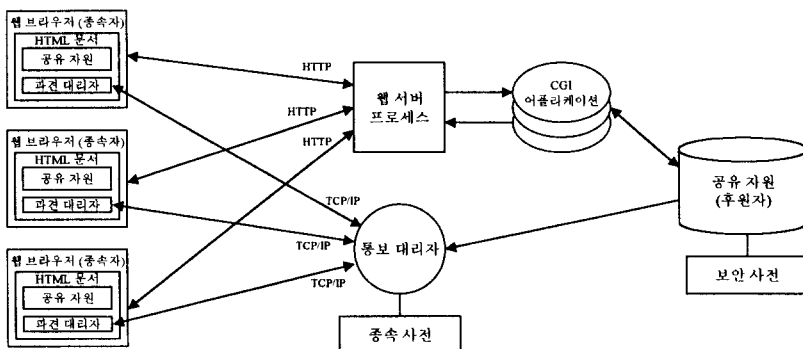 웹 브라우저 (종속자)
HTML 문서
공유 자원
파견 대리자
웹 브라우저 (종속자)
HTML 문서
공유 자원
파견 대리자
웹 브라우저 (종속자)
HTML 문서
공유 자원
파견 대리자
HTTP
HTTP
HTTP
TCP/IP
TCP/IP
TCP/IP
웹 서버
프로세스
CGI
어플리케이션
통보 대리자
종속 사전
공유 자원
(후원자)
보안 사전